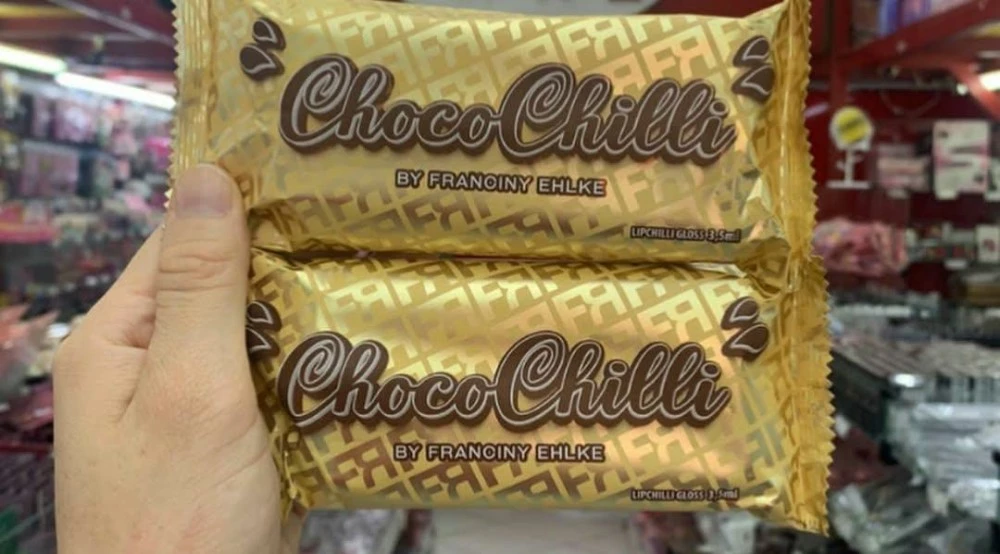 ChocoChilli
BY FRANCINY EHLKE
LIPCHILLI GLOSS 3,5ml
ChocoChilli
BY FRANCINY EHLKE
LIPCHILLI GLOSS 3,5ml